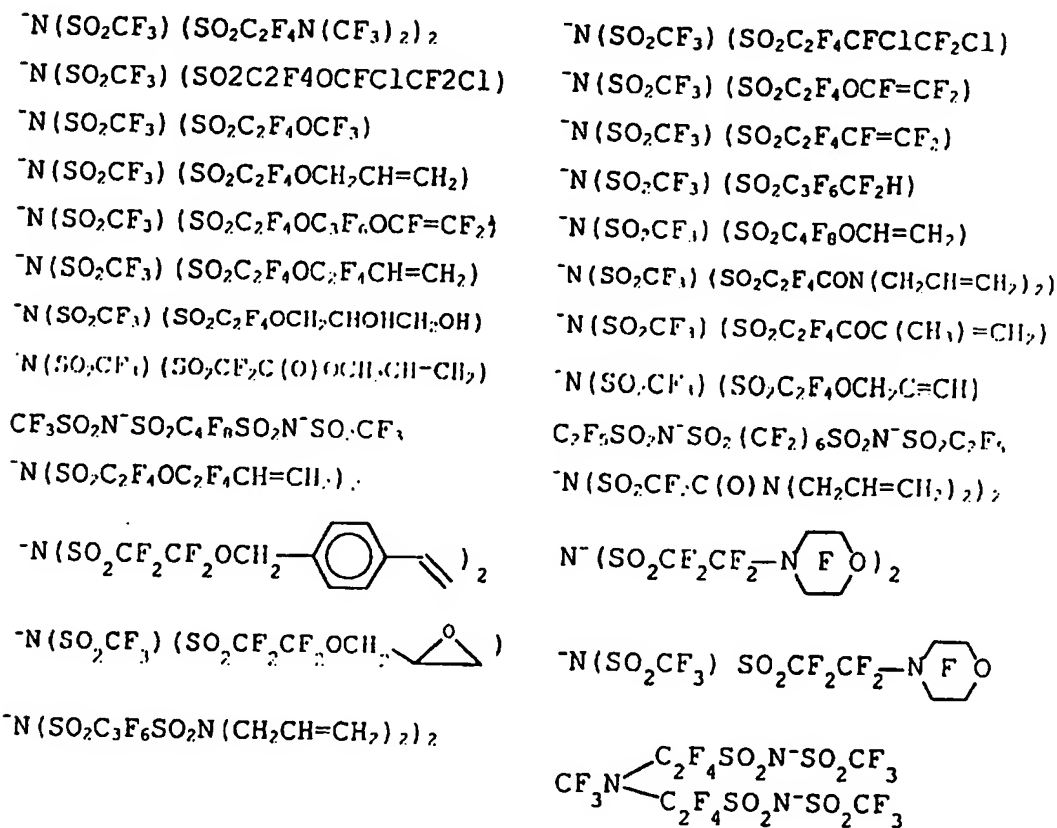 ⁻N(SO₂CF₃)(SO₂C₂F₄N(CF₃)₂)₂
⁻N(SO₂CF₃)(SO2C2F4OCFClCF2Cl)
⁻N(SO₂CF₃)(SO₂C₂F₄OCF₃)
⁻N(SO₂CF₃)(SO₂C₂F₄OCH₂CH=CH₂)
⁻N(SO₂CF₃)(SO₂C₂F₄OC₃F₆OCF=CF₂)
⁻N(SO₂CF₃)(SO₂C₂F₄OC₂F₄CH=CH₂)
⁻N(SO₂CF₃)(SO₂C₂F₄OCH₂CHOHCH₂OH)
⁻N(SO₂CF₃)(SO₂CF₂C(O)OCH₂CH=CH₂)
CF₃SO₂N⁻SO₂C₄F₈SO₂N⁻SO₂CF₃
⁻N(SO₂C₂F₄OC₂F₄CH=CH₂)₂
⁻N(SO₂CF₂CF₂OCH₂ )₂
⁻N(SO₂CF₃)(SO₂CF₂CF₂OCH₂ O )
⁻N(SO₂C₃F₆SO₂N(CH₂CH=CH₂)₂)₂
⁻N(SO₂CF₃)(SO₂C₂F₄CFClCF₂Cl)
⁻N(SO₂CF₃)(SO₂C₂F₄OCF=CF₂)
⁻N(SO₂CF₃)(SO₂C₂F₄CF=CF₂)
⁻N(SO₂CF₃)(SO₂C₃F₆CF₂H)
⁻N(SO₂CF₃)(SO₂C₄F₈OCH=CH₂)
⁻N(SO₂CF₃)(SO₂C₂F₄CON(CH₂CH=CH₂)₂)
⁻N(SO₂CF₃)(SO₂C₂F₄COC(CH₃)=CH₂)
⁻N(SO₂CF₃)(SO₂C₂F₄OCH₂C≡CH)
C₂F₅SO₂N⁻SO₂(CF₂)₆SO₂N⁻SO₂C₂F₅
⁻N(SO₂CF₂C(O)N(CH₂CH=CH₂)₂)₂
N⁻(SO₂CF₂CF₂–N F O)₂
⁻N(SO₂CF₃) SO₂CF₂CF₂–N F O
C₂F₄SO₂N⁻SO₂CF₃
CF₃N
C₂F₄SO₂N⁻SO₂CF₃